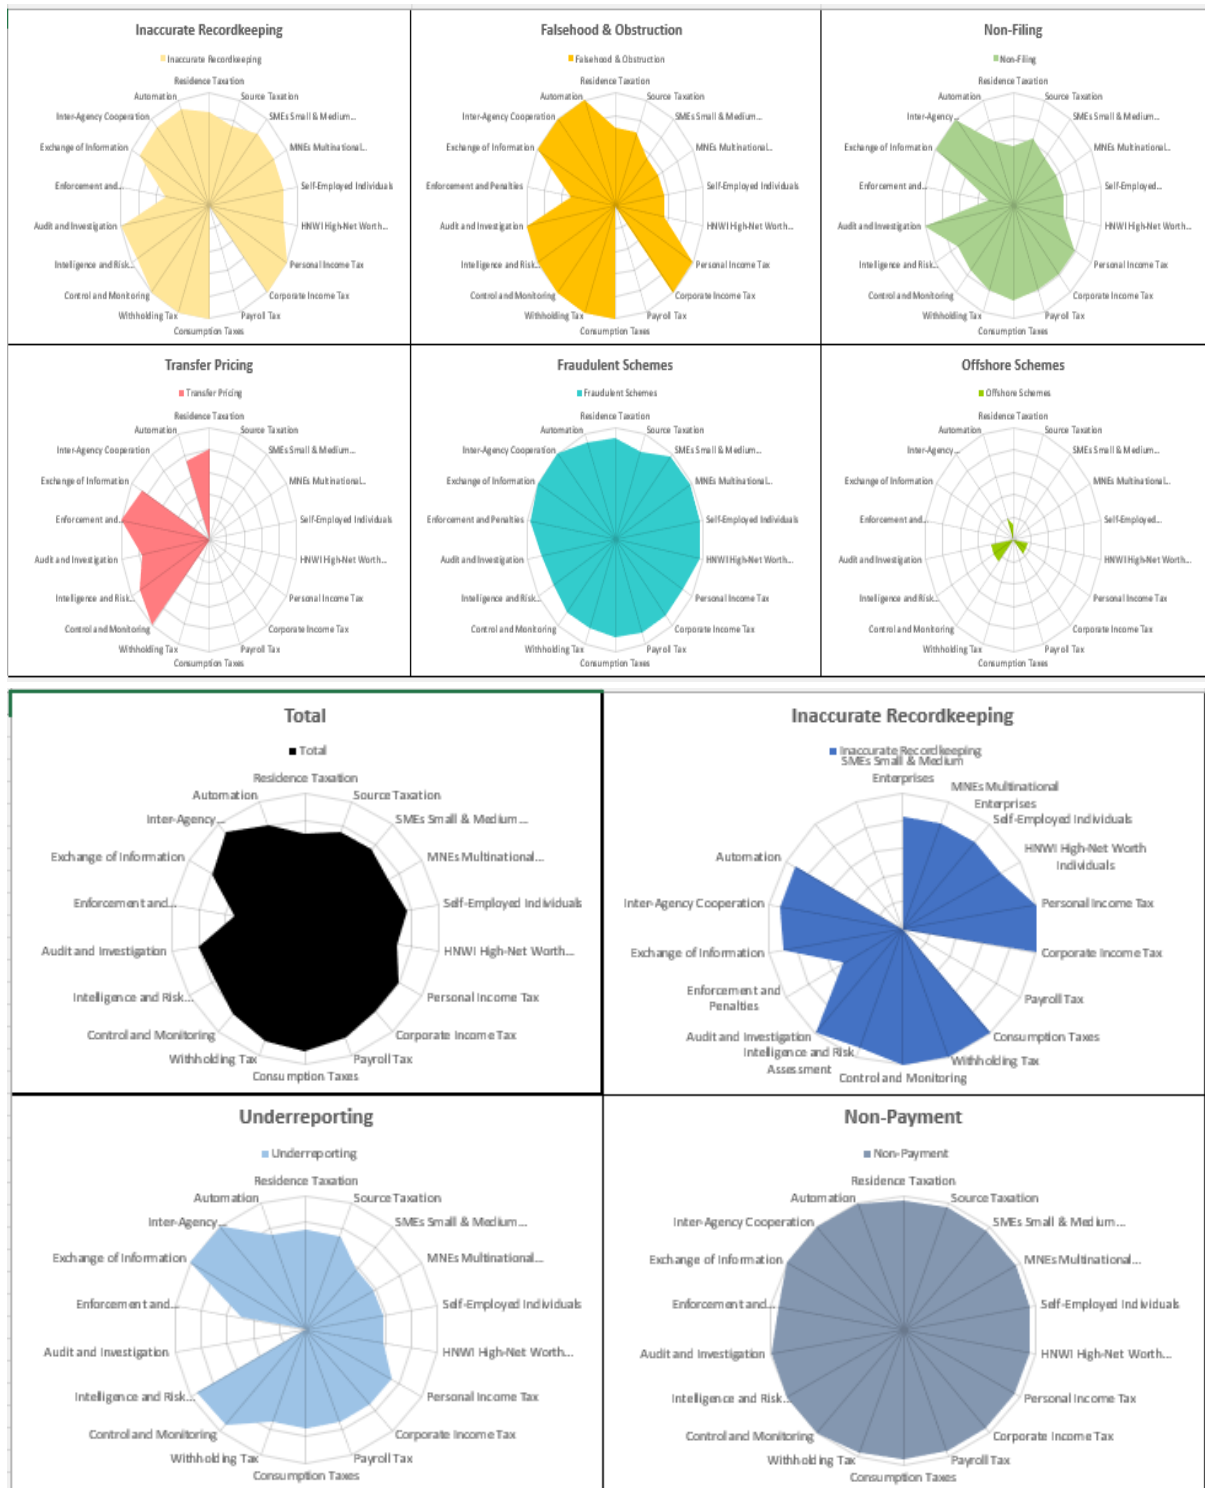 Inaccurate Recordkeeping
Inaccurate Recordkeeping
Residence Taxation
Source Taxation
SMEs Small & Medium...
MNEs Multinational...
Self-Employed Individuals
HNWI High-Net Worth...
Personal Income Tax
Corporate Income Tax
Payroll Tax
Consumption Taxes
Withholding Tax
Control and Monitoring
Intelligence and Risk...
Audit and Investigation
Enforcement and...
Exchange of Information
Inter-Agency Cooperation
Automation
Falsehood & Obstruction
Falsehood & Obstruction
Residence Taxation
Source Taxation
SMEs Small & Medium...
MNEs Multinational...
Self-Employed Individuals
HNWI High-Net Worth...
Personal Income Tax
Corporate Income Tax
Payroll Tax
Consumption Taxes
Withholding Tax
Control and Monitoring
Intelligence and Risk...
Audit and Investigation
Enforcement and Penalties
Exchange of Information
Inter-Agency Cooperation
Automation
Non-Filing
Non-Filing
Residence Taxation
Source Taxation
SMEs Small & Medium...
MNEs Multinational...
Self-Employed...
HNWI High-Net Worth...
Personal Income Tax
Corporate Income Tax
Payroll Tax
Consumption Taxes
Withholding Tax
Control and Monitoring
Intelligence and Risk...
Audit and Investigation
Enforcement and...
Exchange of Information
Inter-Agency...
Automation
Transfer Pricing
Transfer Pricing
Residence Taxation
Source Taxation
SMEs Small & Medium...
MNEs Multinational...
Self-Employed Individuals
HNWI High-Net Worth...
Personal Income Tax
Corporate Income Tax
Payroll Tax
Consumption Taxes
Withholding Tax
Control and Monitoring
Intelligence and Risk...
Audit and Investigation
Enforcement and...
Exchange of Information
Inter-Agency Cooperation
Automation
Fraudulent Schemes
Fraudulent Schemes
Residence Taxation
Source Taxation
SMEs Small & Medium...
MNEs Multinational...
Self-Employed Individuals
HNWI High-Net Worth...
Personal Income Tax
Corporate Income Tax
Payroll Tax
Consumption Taxes
Withholding Tax
Control and Monitoring
Intelligence and Risk...
Audit and Investigation
Enforcement and Penalties
Exchange of Information
Inter-Agency Cooperation
Automation
Offshore Schemes
Offshore Schemes
Residence Taxation
Source Taxation
SMEs Small & Medium...
MNEs Multinational...
Self-Employed...
HNWI High-Net Worth...
Personal Income Tax
Corporate Income Tax
Payroll Tax
Consumption Taxes
Withholding Tax
Control and Monitoring
Intelligence and Risk...
Audit and Investigation
Enforcement and...
Exchange of Information
Inter-Agency...
Automation
Total
Total
Residence Taxation
Source Taxation
SMEs Small & Medium...
MNEs Multinational...
Self-Employed Individuals
HNWI High-Net Worth...
Personal Income Tax
Corporate Income Tax
Payroll Tax
Consumption Taxes
Withholding Tax
Control and Monitoring
Intelligence and Risk...
Audit and Investigation
Enforcement and...
Exchange of Information
Inter-Agency...
Automation
Inaccurate Recordkeeping
Inaccurate Recordkeeping
SMEs Small & Medium
Enterprises
MNEs Multinational
Enterprises
Self-Employed Individuals
HNWI High-Net Worth
Individuals
Personal Income Tax
Corporate Income Tax
Payroll Tax
Consumption Taxes
Withholding Tax
Control and Monitoring
Intelligence and Risk
Assessment
Audit and Investigation
Enforcement and
Penalties
Exchange of Information
Inter-Agency Cooperation
Automation
Underreporting
Underreporting
Residence Taxation
Source Taxation
SMEs Small & Medium...
MNEs Multinational...
Self-Employed Individuals
HNWI High-Net Worth...
Personal Income Tax
Corporate Income Tax
Payroll Tax
Consumption Taxes
Withholding Tax
Control and Monitoring
Intelligence and Risk...
Audit and Investigation
Enforcement and...
Exchange of Information
Inter-Agency...
Automation
Non-Payment
Non-Payment
Residence Taxation
Source Taxation
SMEs Small & Medium...
MNEs Multinational...
Self-Employed Individuals
HNWI High-Net Worth...
Personal Income Tax
Corporate Income Tax
Payroll Tax
Consumption Taxes
Withholding Tax
Control and Monitoring
Intelligence and Risk...
Audit and Investigation
Enforcement and...
Exchange of Information
Inter-Agency Cooperation
Automation